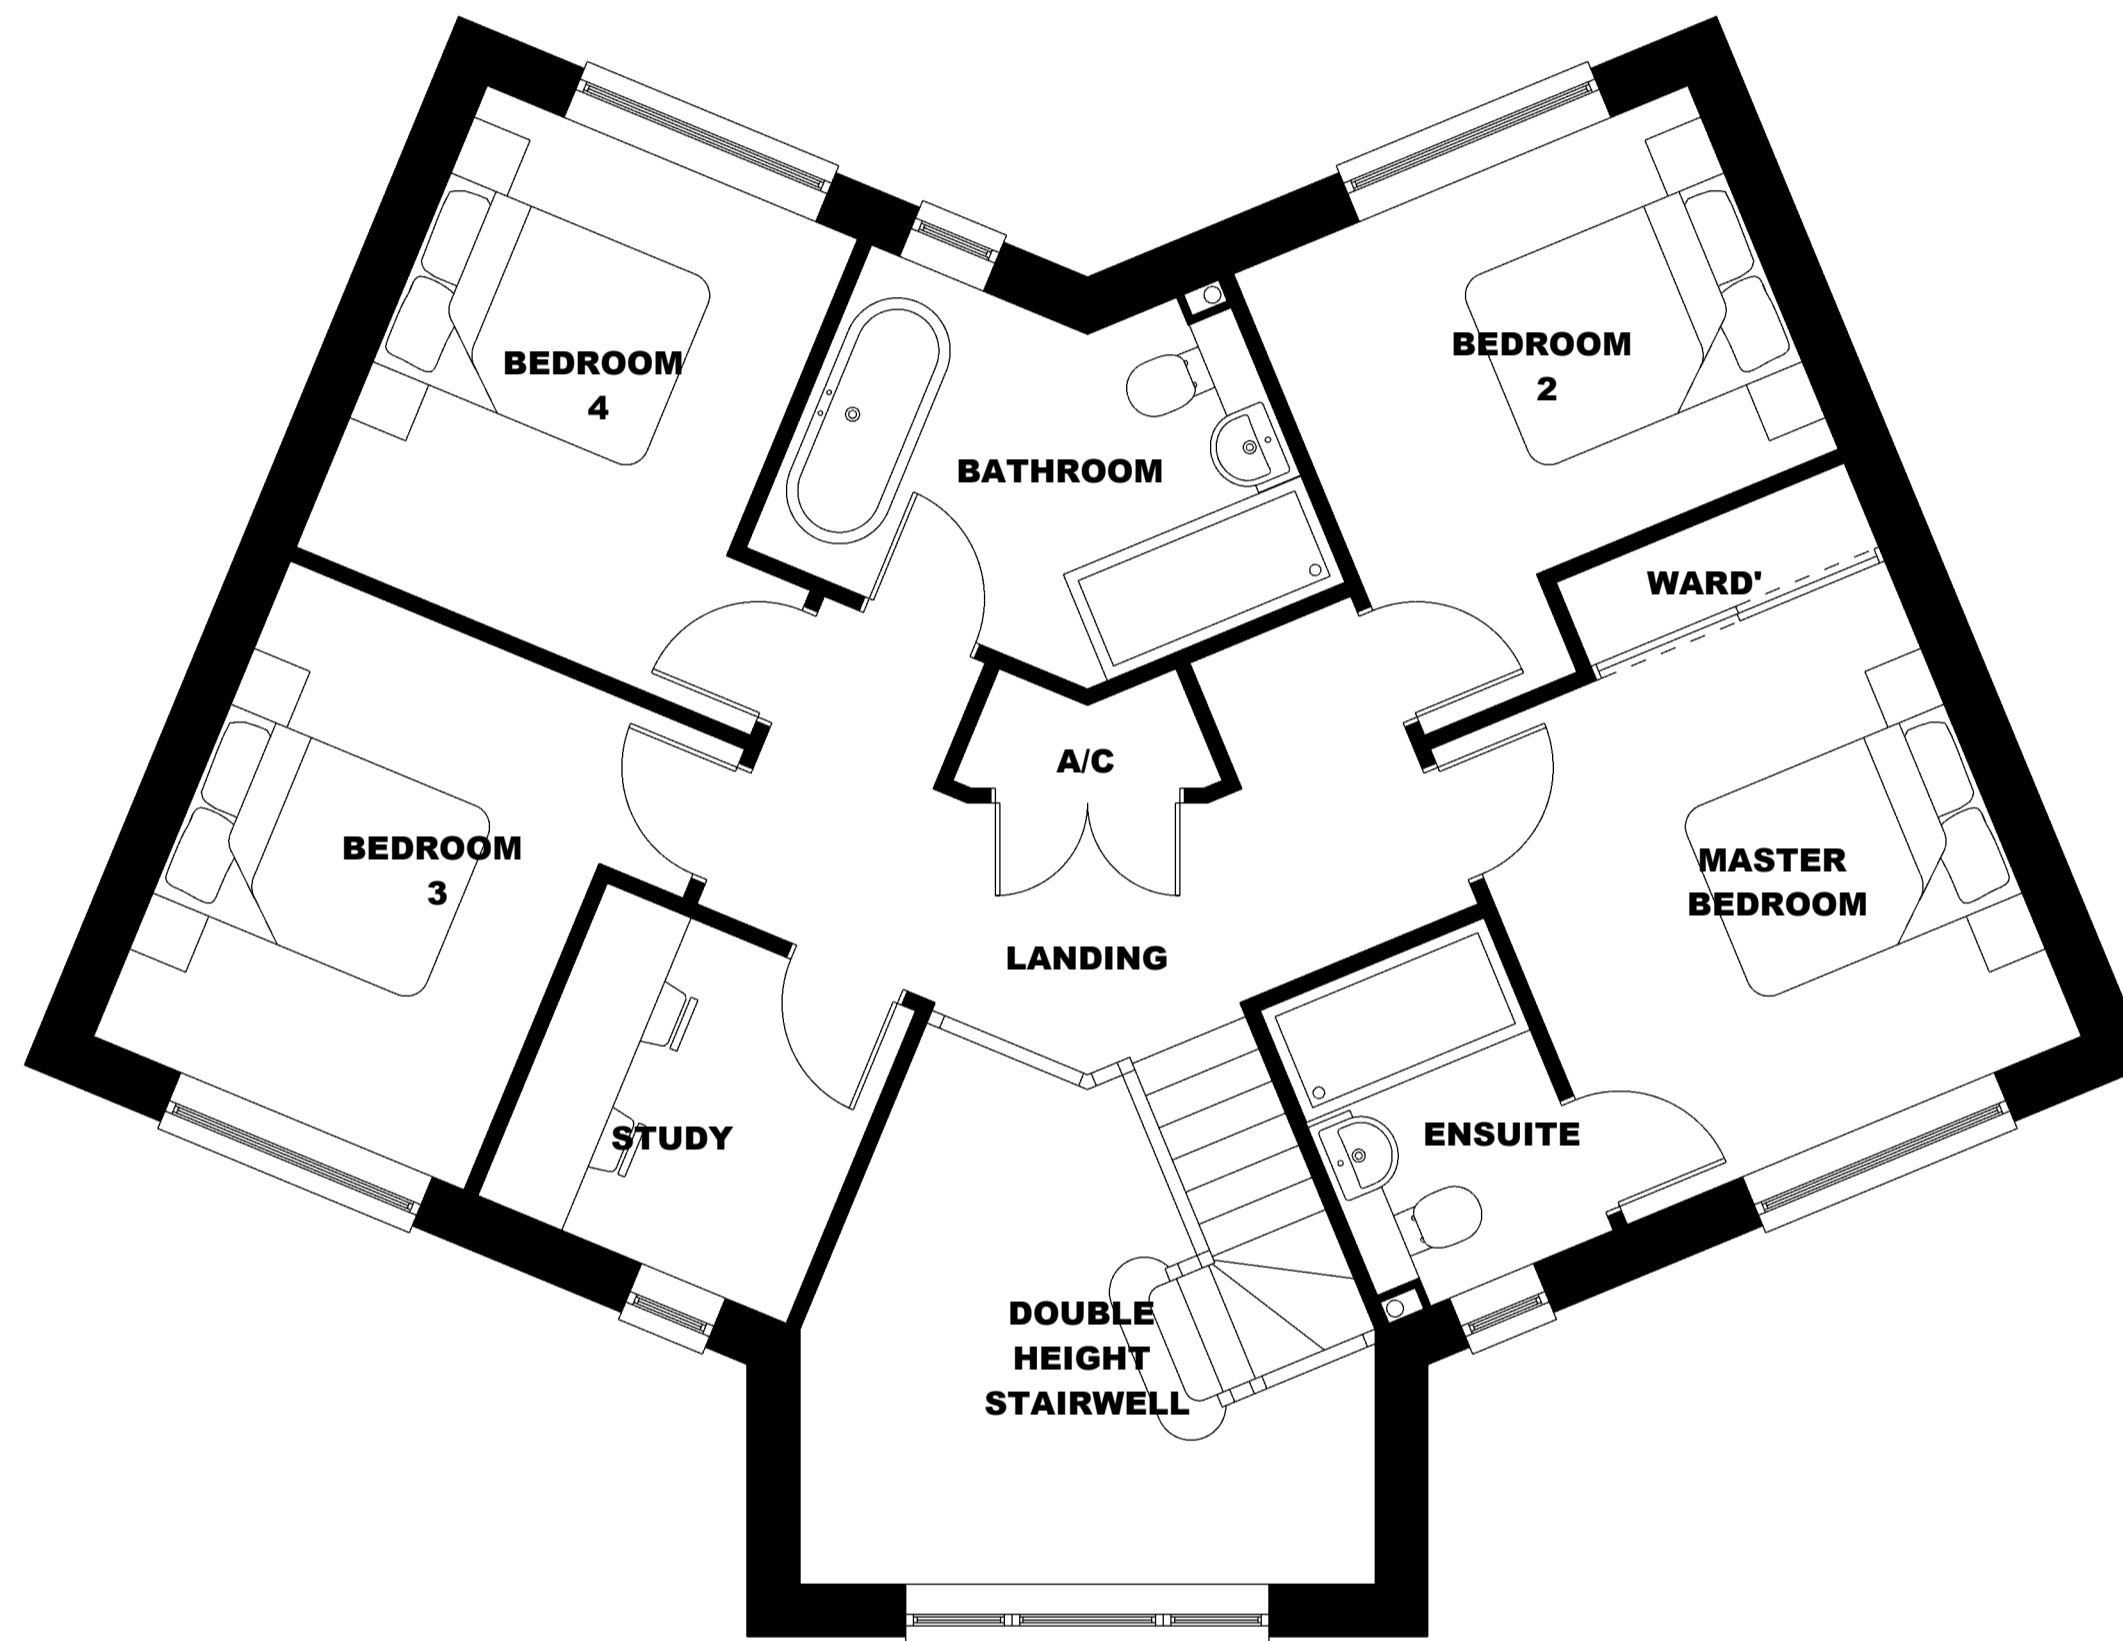 BEDROOM
4
BEDROOM
2
BATHROOM
WARD'
A/C
BEDROOM
3
MASTER
BEDROOM
LANDING
STUDY
ENSUITE
DOUBLE
HEIGHT
STAIRWELL